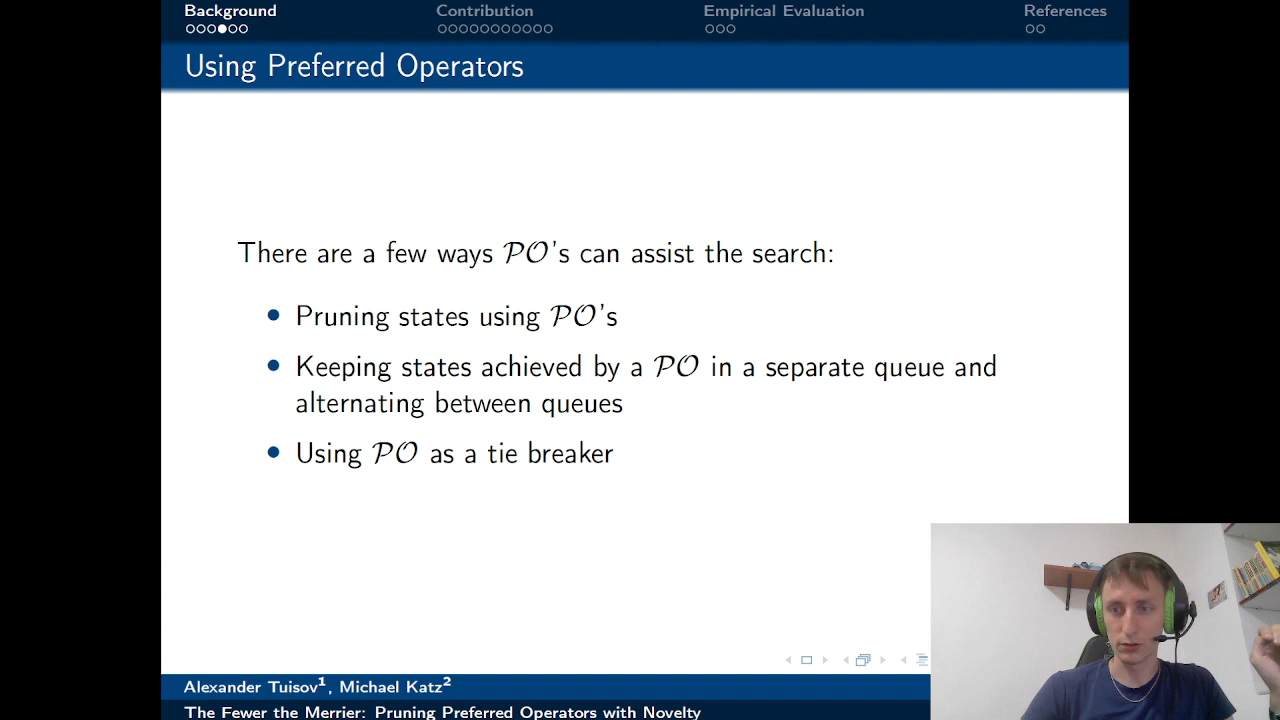 Background Contribution Empirical Evaluation References
Using Preferred Operators
There are a few ways PO's can assist the search:
• Pruning states using PO's
• Keeping states achieved by a PO in a separate queue and
alternating between queues
• Using PO as a tie breaker
Alexander Tuisov¹, Michael Katz²
The Fewer the Merrier: Pruning Preferred Operators with Novelty